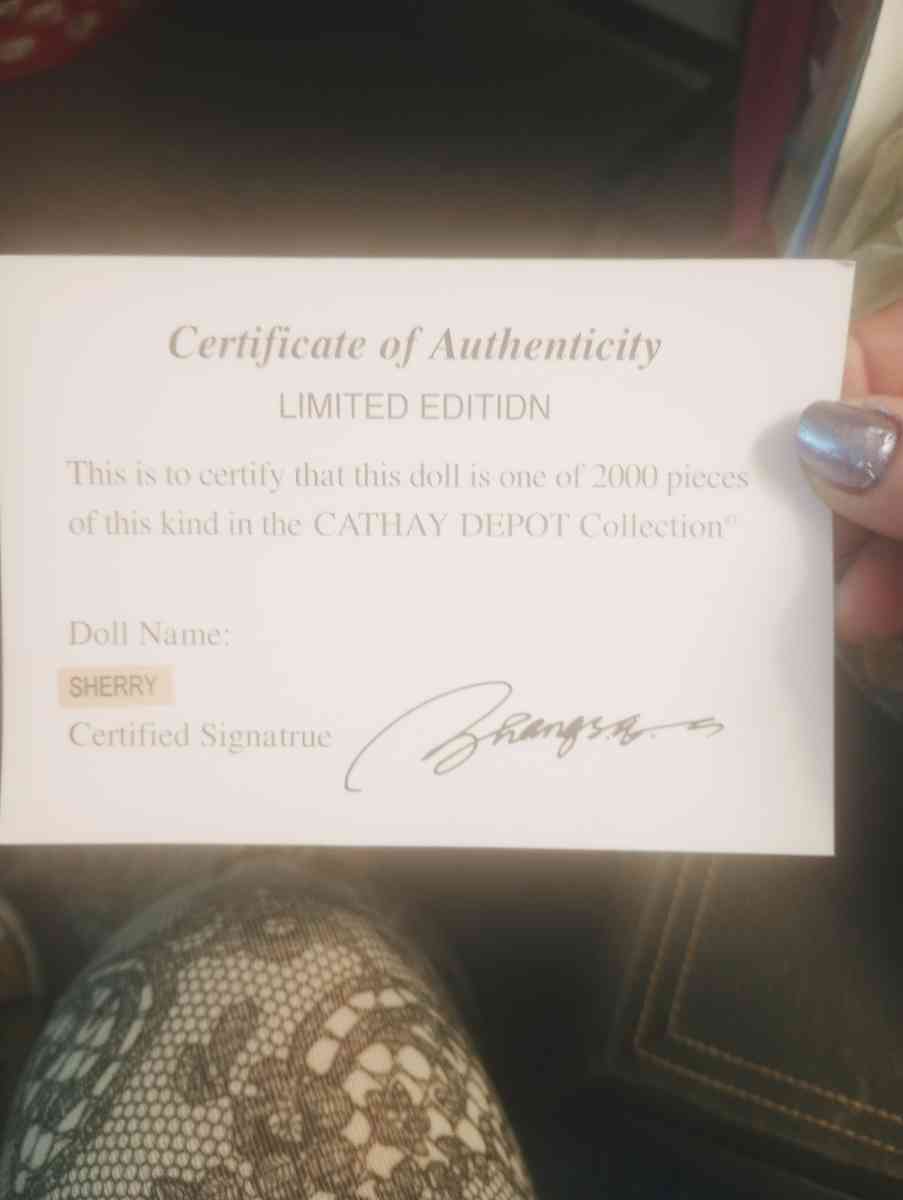 Certificate of Authenticity
LIMITED EDITIDN
This is to certify that this doll is one of 2000 pieces
of this kind in the CATHAY DEPOT Collection©
Doll Name:
SHERRY
Certified Signatrue